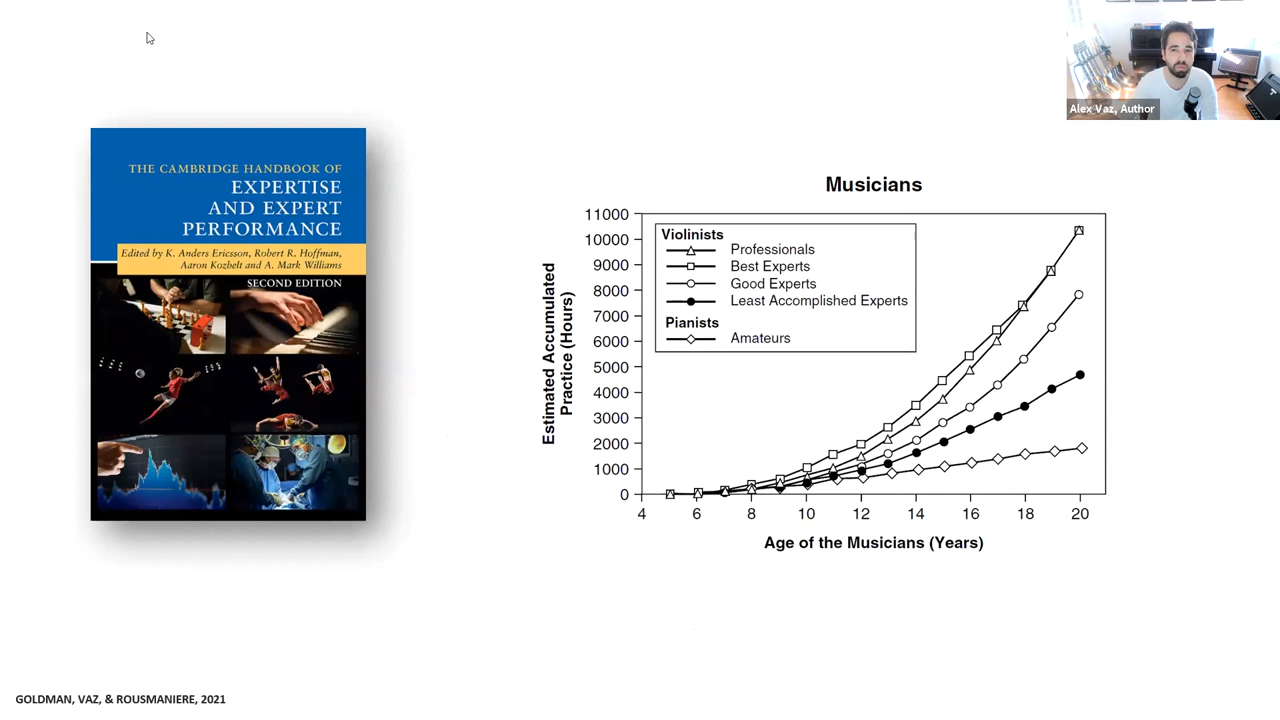 Alex Vaz, Author
THE CAMBRIDGE HANDBOOK OF
EXPERTISE
AND EXPERT
PERFORMANCE
Edited by K. Anders Ericsson, Robert R. Hoffman,
Aaron Kozbelt and A. Mark Williams
SECOND EDITION
Musicians
Estimated Accumulated
Practice (Hours)
11000
10000
9000
8000
7000
6000
5000
4000
3000
2000
1000
0
Violinists
Professionals
Best Experts
Good Experts
Least Accomplished Experts
Pianists
Amateurs
4 6 8 10 12 14 16 18 20
Age of the Musicians (Years)
GOLDMAN, VAZ, & ROUSMANIERE, 2021